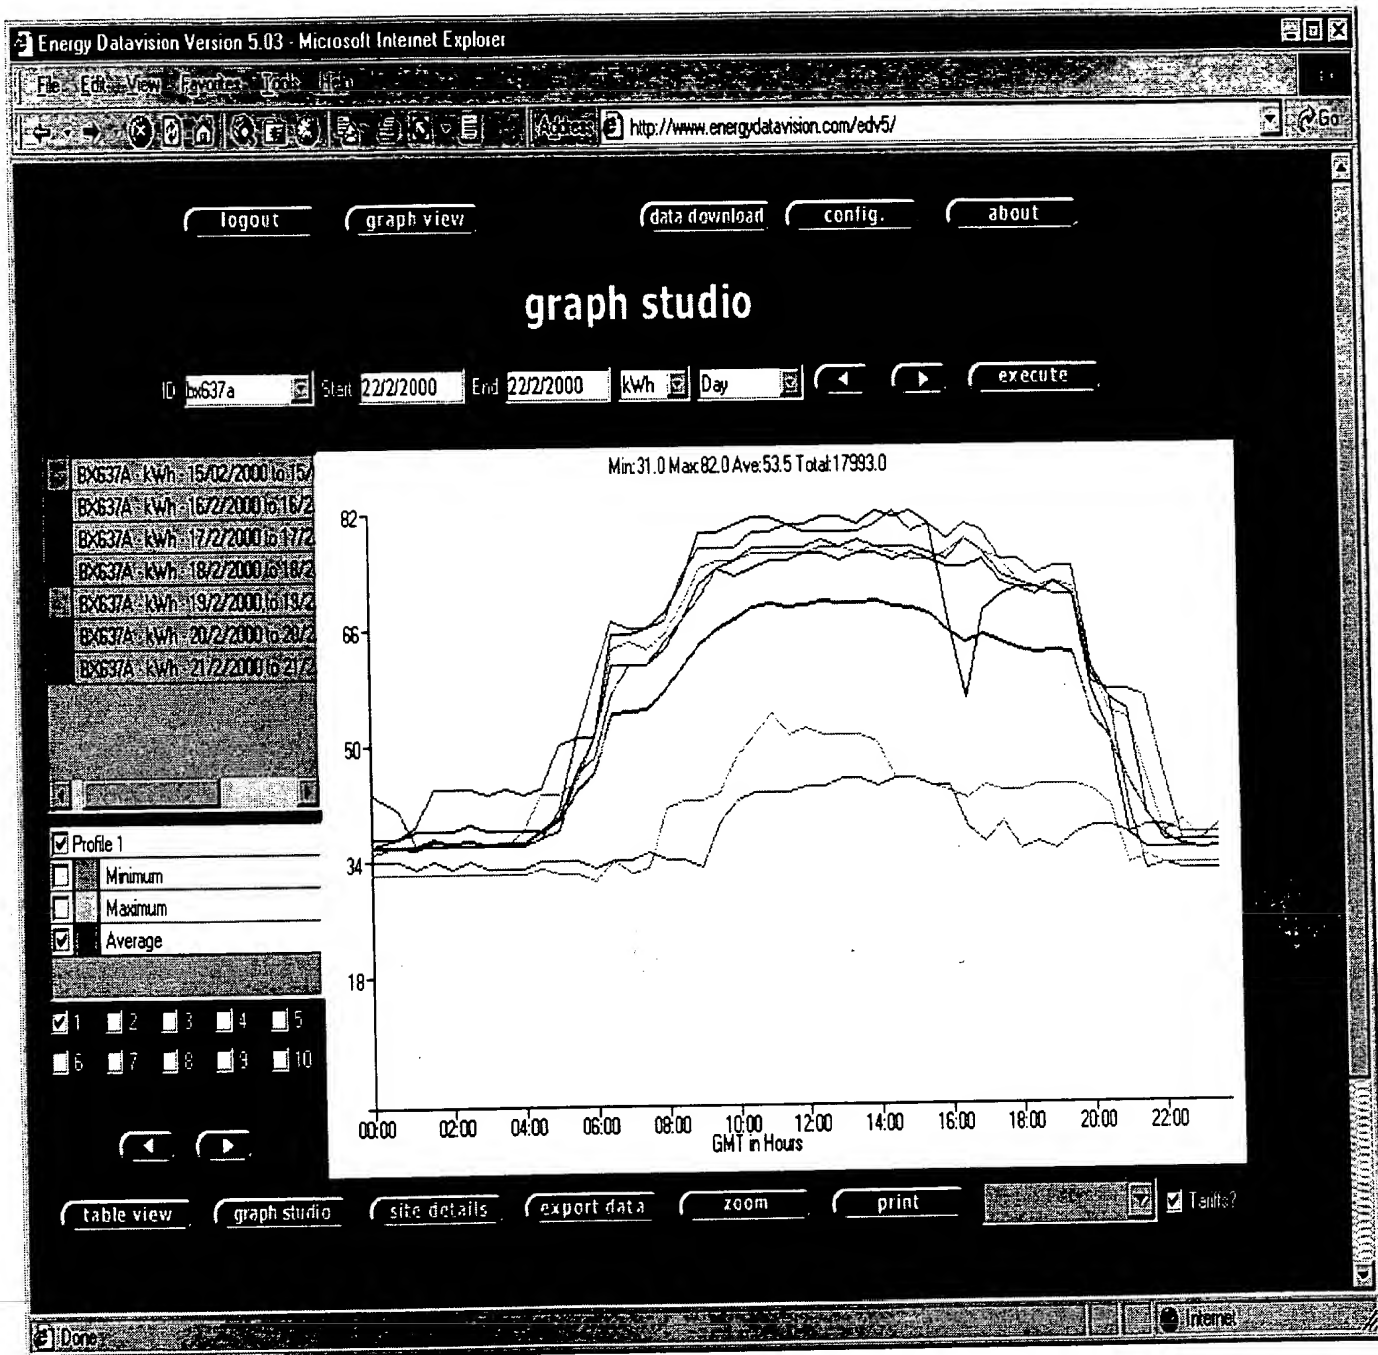 Energy Datavision Version 5.03 - Microsoft Internet Explorer
File Edit View Favorites Tools Help
Address http://www.energydatavision.com/edv5/ Go
logout graph view data download config. about
graph studio
ID bx637a Start 22/2/2000 End 22/2/2000 kWh Day execute
BX637A - kWh - 15/02/2000 to 15/
BX637A - kWh - 16/2/2000 to 16/2
BX637A - kWh - 17/2/2000 to 17/2
BX637A - kWh - 18/2/2000 to 18/2
BX637A - kWh - 19/2/2000 to 19/2
BX637A - kWh - 20/2/2000 to 20/2
BX637A - kWh - 21/2/2000 to 21/2
Min:31.0 Max:82.0 Ave:53.5 Total:17993.0
82
66
50
34
18
00:00 02:00 04:00 06:00 08:00 10:00 12:00 14:00 16:00 18:00 20:00 22:00
GMT in Hours
Profile 1
Minimum
Maximum
Average
1 2 3 4 5
6 7 8 9 10
table view graph studio site details export data zoom print Tariffs?
Done Internet